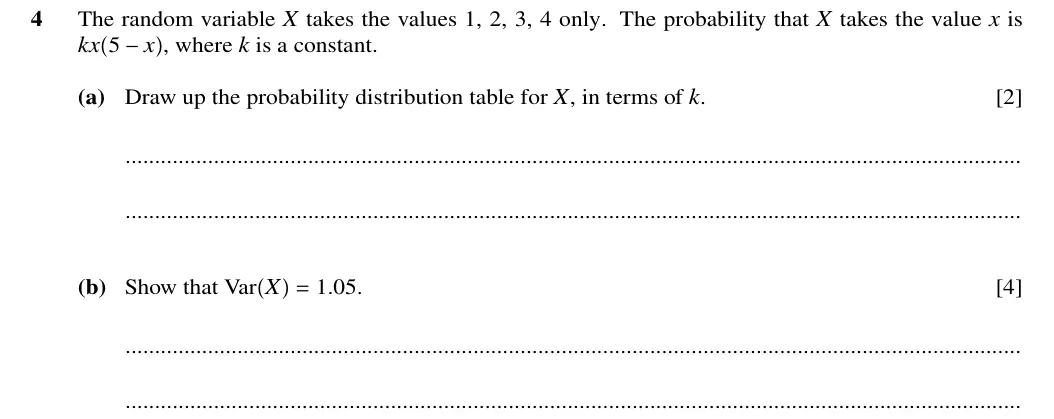 4 The random variable X takes the values 1, 2, 3, 4 only. The probability that X takes the value x is
kx(5 − x), where k is a constant.
(a) Draw up the probability distribution table for X, in terms of k. [2]
(b) Show that Var(X) = 1.05. [4]